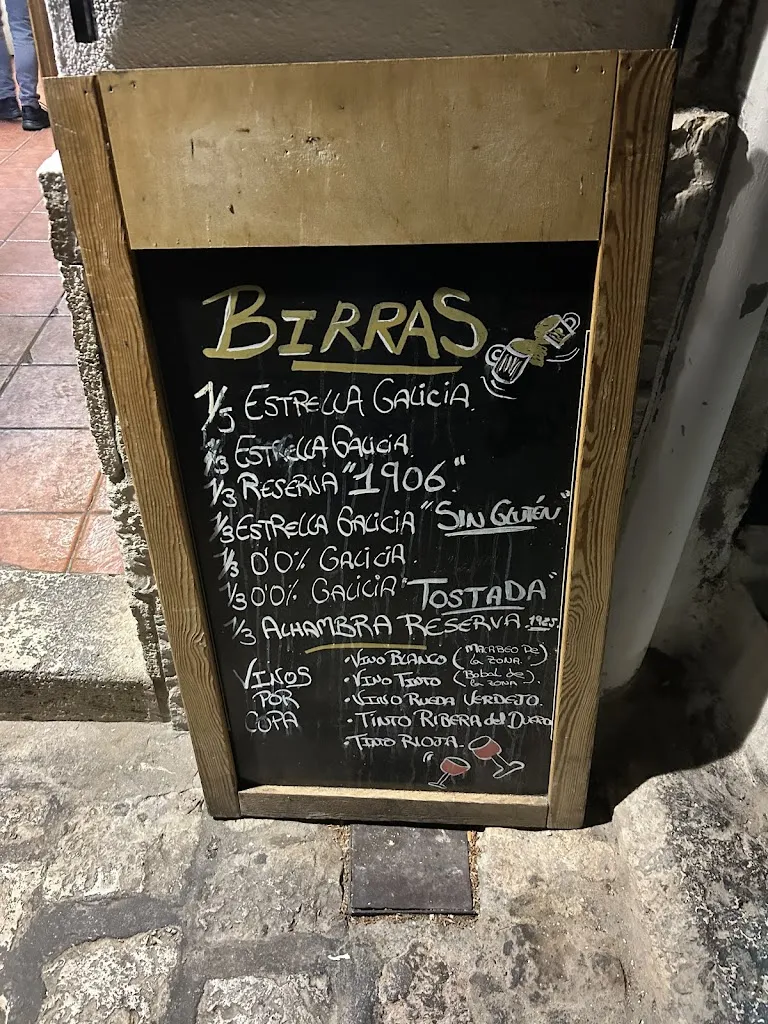 BIRRAS
1/5 ESTRELLA GALICIA
1/3 ESTRELLA GALICIA.
1/3 RESERVA "1906"
1/3 ESTRELLA GALICIA "SIN GLUTÉN"
1/3 0'0% GALICIA.
1/3 0'0% GALICIA "TOSTADA"
1/3 ALHAMBRA RESERVA 1925
VINOS POR COPA
• VINO BLANCO (MACABEO DE la ZONA.)
• VINO TINTO (Bobal de la ZONA)
• VINO RUEDA VERDEJO.
• TINTO RIBERA del DUERO
• TINTO RIOJA.